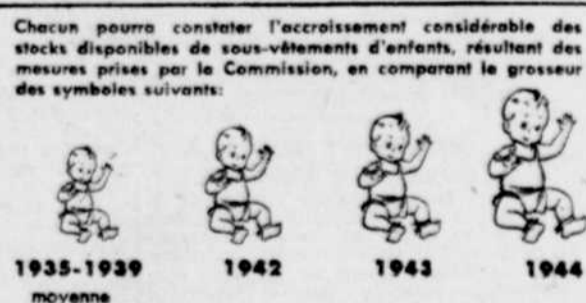 Chacun pourra constater l'accroissement considérable des
stocks disponibles de sous-vêtements d'enfants, résultant des
mesures prises par la Commission, en comparant la grosseur
des symboles suivants:
1935-1939 1942 1943 1944
moyenne